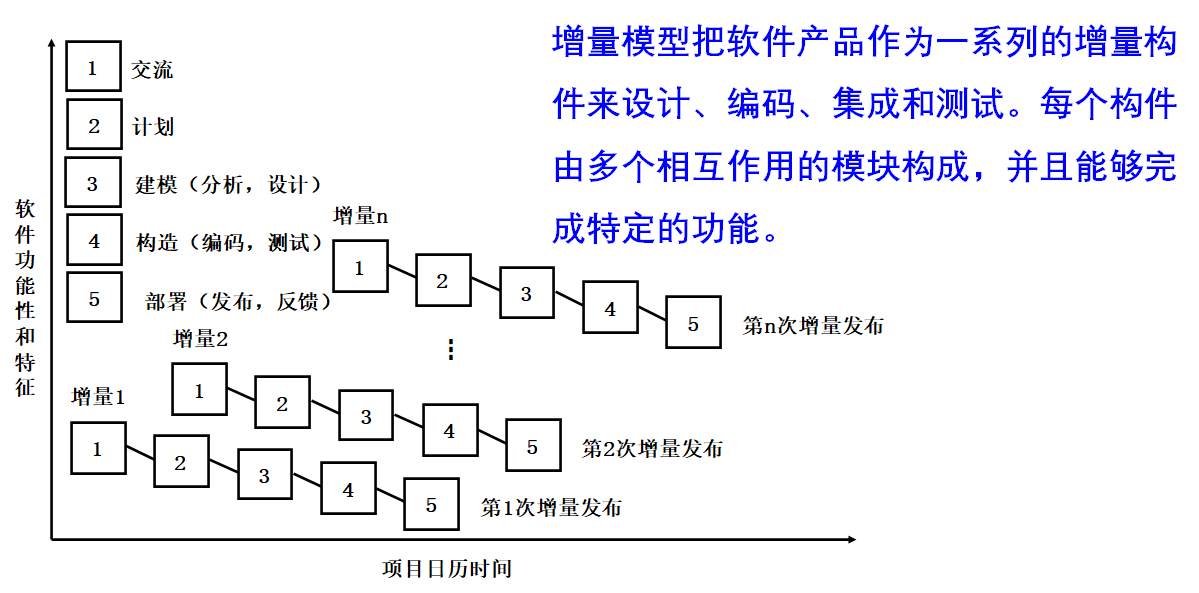 增量模型把软件产品作为一系列的增量构
件来设计、编码、集成和测试。每个构件
由多个相互作用的模块构成，并且能够完
成特定的功能。
软件功能性和特征
1 交流
2 计划
3 建模（分析，设计）
4 构造（编码，测试）
5 部署（发布，反馈）
增量n
1 2 3 4 5 第n次增量发布
⋮
增量2
1 2 3 4 5 第2次增量发布
增量1
1 2 3 4 5 第1次增量发布
项目日历时间